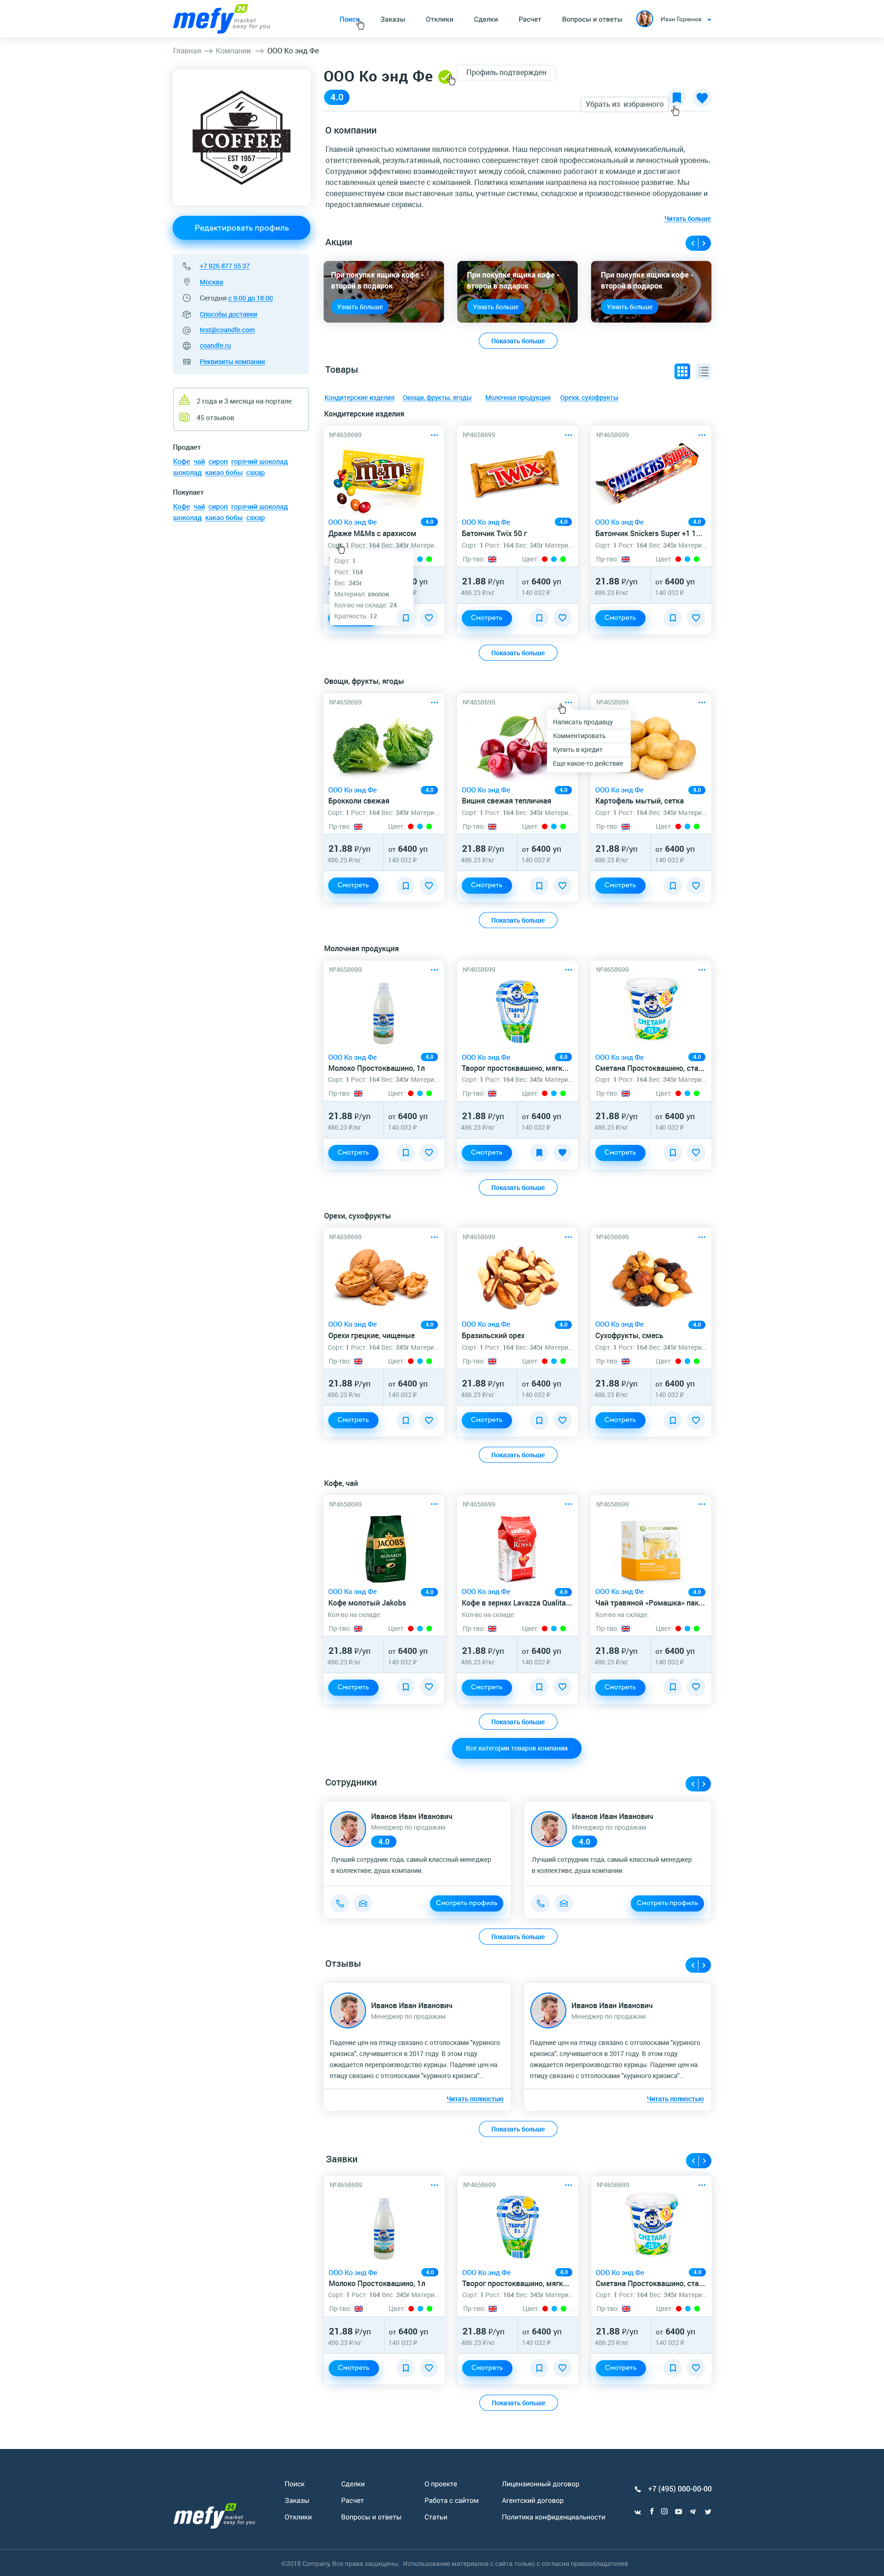 mefy 24 market easy for you
Поиск Заказы Отклики Сделки Расчет Вопросы и ответы Иван Горюнов
Главная Компании ООО Ко энд Фе
COFFEE
EST 1957
Редактировать профиль
+7 926 877 55 37
Москва
Сегодня с 9:00 до 18:00
Способы доставки
test@coandfe.com
coandfe.ru
Реквизиты компании
2 года и 3 месяца на портале
45 отзывов
Продает
Кофе чай сироп горячий шоколад
шоколад какао бобы сахар
Покупает
Кофе чай сироп горячий шоколад
шоколад какао бобы сахар
ООО Ко энд Фе Профиль подтвержден
4.0
Убрать из избранного
О компании
Главной ценностью компании являются сотрудники. Наш персонал инициативный, коммуникабельный,
ответственный, результативный, постоянно совершенствует свой профессиональный и личностный уровень.
Сотрудники эффективно взаимодействуют между собой, слаженно работают в команде и достигают
поставленных целей вместе с компанией. Политика компании направлена на постоянное развитие. Мы
совершенствуем свои выставочные залы, учетные системы, складское и производственное оборудование и
предоставляемые сервисы.
Читать больше
Акции
При покупке ящика кофе - При покупке ящика кофе - При покупке ящика кофе -
второй в подарок второй в подарок второй в подарок
Узнать больше Узнать больше Узнать больше
Показать больше
Товары
Кондитерские изделия Овощи, фрукты, ягоды Молочная продукция Орехи, сухофрукты
Кондитерские изделия
№4658699 №4658699 №4658699
m&m's TWIX SNICKERS SUPER
ООО Ко энд Фе 4.0 ООО Ко энд Фе 4.0 ООО Ко энд Фе 4.0
Драже M&Ms с арахисом Батончик Twix 50 г Батончик Snickers Super +1 1...
Сорт: 1 Рост: 164 Вес: 345г Матери... Сорт: 1 Рост: 164 Вес: 345г Матери... Сорт: 1 Рост: 164 Вес: 345г Матери...
Пр-тво: Цвет: Пр-тво: Цвет:
Сорт: 1
Рост: 164
Вес: 345г
Материал: хлопок
Кол-во на складе: 24
Кратность: 12
21.88 ₽/уп от 6400 уп 21.88 ₽/уп от 6400 уп
486.23 ₽/кг 140 032 ₽ 486.23 ₽/кг 140 032 ₽
Смотреть Смотреть
Показать больше
Овощи, фрукты, ягоды
№4658699 №4658699 №4658699
Написать продавцу
Комментировать
Купить в кредит
Еще какое-то действие
ООО Ко энд Фе 4.0 ООО Ко энд Фе 4.0 ООО Ко энд Фе 4.0
Брокколи свежая Вишня свежая тепличная Картофель мытый, сетка
Сорт: 1 Рост: 164 Вес: 345г Матери... Сорт: 1 Рост: 164 Вес: 345г Матери... Сорт: 1 Рост: 164 Вес: 345г Матери...
Пр-тво: Цвет: Пр-тво: Цвет: Пр-тво: Цвет:
21.88 ₽/уп от 6400 уп 21.88 ₽/уп от 6400 уп 21.88 ₽/уп от 6400 уп
486.23 ₽/кг 140 032 ₽ 486.23 ₽/кг 140 032 ₽ 486.23 ₽/кг 140 032 ₽
Смотреть Смотреть Смотреть
Показать больше
Молочная продукция
№4658699 №4658699 №4658699
ТВОРОГ СМЕТАНА
ООО Ко энд Фе 4.0 ООО Ко энд Фе 4.0 ООО Ко энд Фе 4.0
Молоко Простоквашино, 1л Творог простоквашино, мягк... Сметана Простоквашино, ста...
Сорт: 1 Рост: 164 Вес: 345г Матери... Сорт: 1 Рост: 164 Вес: 345г Матери... Сорт: 1 Рост: 164 Вес: 345г Матери...
Пр-тво: Цвет: Пр-тво: Цвет: Пр-тво: Цвет:
21.88 ₽/уп от 6400 уп 21.88 ₽/уп от 6400 уп 21.88 ₽/уп от 6400 уп
486.23 ₽/кг 140 032 ₽ 486.23 ₽/кг 140 032 ₽ 486.23 ₽/кг 140 032 ₽
Смотреть Смотреть Смотреть
Показать больше
Орехи, сухофрукты
№4658699 №4658699 №4658699
ООО Ко энд Фе 4.0 ООО Ко энд Фе 4.0 ООО Ко энд Фе 4.0
Орехи грецкие, чищеные Бразильский орех Сухофрукты, смесь
Сорт: 1 Рост: 164 Вес: 345г Матери... Сорт: 1 Рост: 164 Вес: 345г Матери... Сорт: 1 Рост: 164 Вес: 345г Матери...
Пр-тво: Цвет: Пр-тво: Цвет: Пр-тво: Цвет:
21.88 ₽/уп от 6400 уп 21.88 ₽/уп от 6400 уп 21.88 ₽/уп от 6400 уп
486.23 ₽/кг 140 032 ₽ 486.23 ₽/кг 140 032 ₽ 486.23 ₽/кг 140 032 ₽
Смотреть Смотреть Смотреть
Показать больше
Кофе, чай
№4658699 №4658699 №4658699
JACOBS MONARCH LAVAZZA ROSSA
ООО Ко энд Фе 4.0 ООО Ко энд Фе 4.0 ООО Ко энд Фе 4.0
Кофе молотый Jakobs Кофе в зернах Lavazza Qualita... Чай травяной «Ромашка» пак...
Кол-во на складе: Кол-во на складе: Кол-во на складе:
Пр-тво: Цвет: Пр-тво: Цвет: Пр-тво: Цвет:
21.88 ₽/уп от 6400 уп 21.88 ₽/уп от 6400 уп 21.88 ₽/уп от 6400 уп
486.23 ₽/кг 140 032 ₽ 486.23 ₽/кг 140 032 ₽ 486.23 ₽/кг 140 032 ₽
Смотреть Смотреть Смотреть
Показать больше
Все категории товаров компании
Сотрудники
Иванов Иван Иванович Иванов Иван Иванович
Менеджер по продажам Менеджер по продажам
4.0 4.0
Лучший сотрудник года, самый классный менеджер Лучший сотрудник года, самый классный менеджер
в коллективе, душа компании. в коллективе, душа компании.
Смотреть профиль Смотреть профиль
Показать больше
Отзывы
Иванов Иван Иванович Иванов Иван Иванович
Менеджер по продажам Менеджер по продажам
Падение цен на птицу связано с отголосками "куриного Падение цен на птицу связано с отголосками "куриного
кризиса", случившегося в 2017 году. В этом году кризиса", случившегося в 2017 году. В этом году
ожидается перепроизводство курицы. Падение цен на ожидается перепроизводство курицы. Падение цен на
птицу связано с отголосками "куриного кризиса"... птицу связано с отголосками "куриного кризиса"...
Читать полностью Читать полностью
Показать больше
Заявки
№4658699 №4658699 №4658699
ТВОРОГ СМЕТАНА
ООО Ко энд Фе 4.0 ООО Ко энд Фе 4.0 ООО Ко энд Фе 4.0
Молоко Простоквашино, 1л Творог простоквашино, мягк... Сметана Простоквашино, ста...
Сорт: 1 Рост: 164 Вес: 345г Матери... Сорт: 1 Рост: 164 Вес: 345г Матери... Сорт: 1 Рост: 164 Вес: 345г Матери...
Пр-тво: Цвет: Пр-тво: Цвет: Пр-тво: Цвет:
21.88 ₽/уп от 6400 уп 21.88 ₽/уп от 6400 уп 21.88 ₽/уп от 6400 уп
486.23 ₽/кг 140 032 ₽ 486.23 ₽/кг 140 032 ₽ 486.23 ₽/кг 140 032 ₽
Смотреть Смотреть Смотреть
Показать больше
Поиск Сделки О проекте Лицензионный договор +7 (495) 000-00-00
Заказы Расчет Работа с сайтом Агентский договор
Отклики Вопросы и ответы Статьи Политика конфиденциальности
mefy 24 market easy for you
©2018 Company, Все права защищены. Использование материалов с сайта только с согласия правообладателей